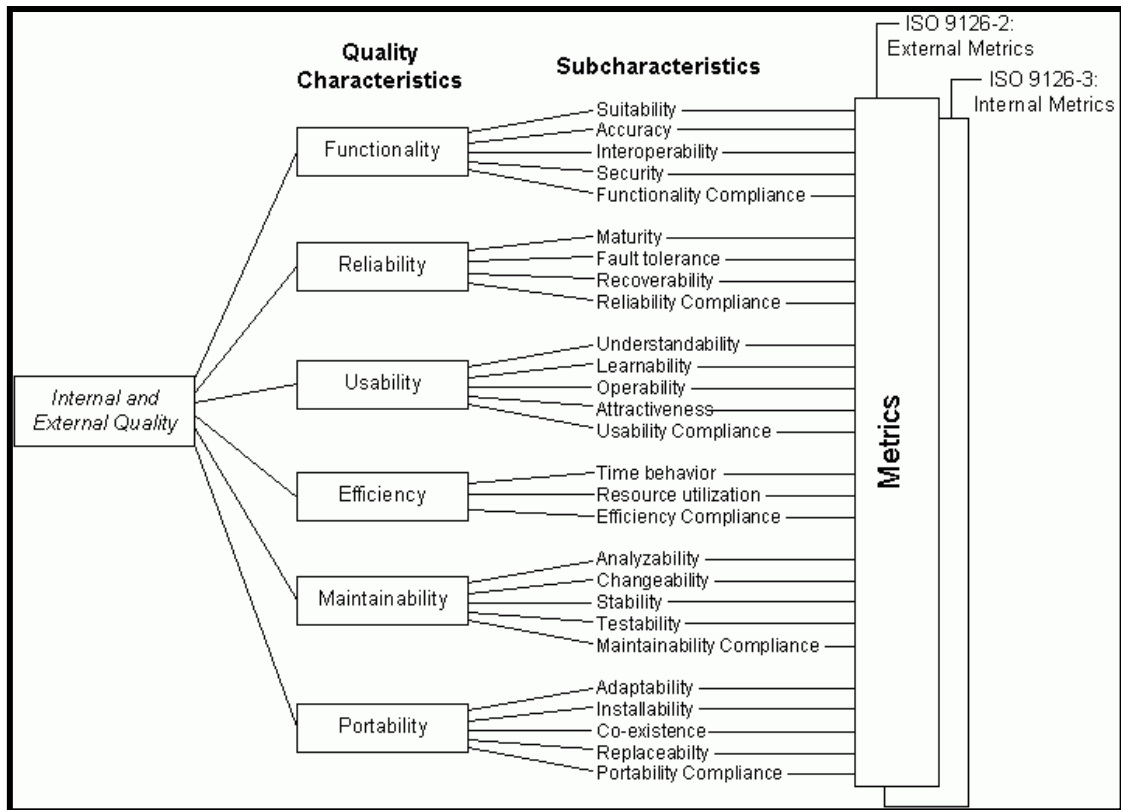 ISO 9126-2:
External Metrics
ISO 9126-3:
Internal Metrics
Quality
Characteristics
Subcharacteristics
Internal and
External Quality
Functionality
Suitability
Accuracy
Interoperability
Security
Functionality Compliance
Reliability
Maturity
Fault tolerance
Recoverability
Reliability Compliance
Usability
Understandability
Learnability
Operability
Attractiveness
Usability Compliance
Efficiency
Time behavior
Resource utilization
Efficiency Compliance
Maintainability
Analyzability
Changeability
Stability
Testability
Maintainability Compliance
Portability
Adaptability
Installability
Co-existence
Replaceabilty
Portability Compliance
Metrics